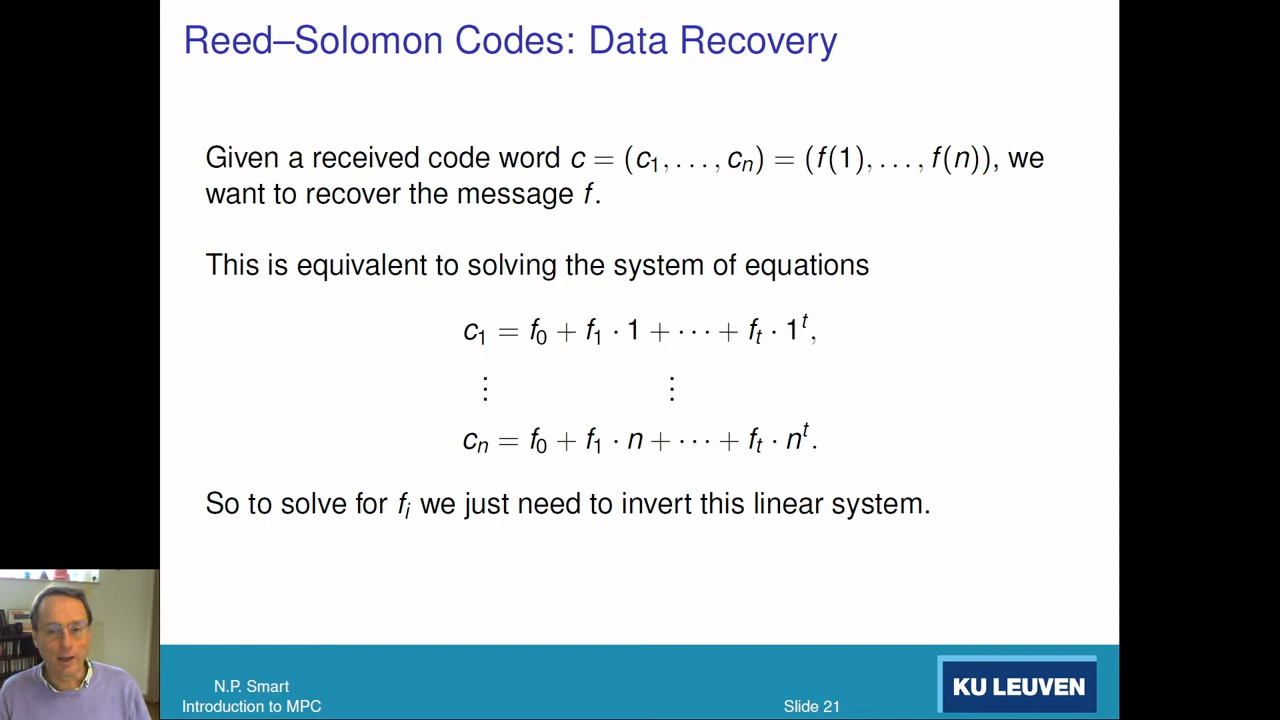 Reed–Solomon Codes: Data Recovery
Given a received code word c = (c₁, . . . , cₙ) = (f(1), . . . , f(n)), we
want to recover the message f.
This is equivalent to solving the system of equations
c₁ = f₀ + f₁ · 1 + · · · + fₜ · 1ᵗ,
⋮ ⋮
cₙ = f₀ + f₁ · n + · · · + fₜ · nᵗ.
So to solve for fᵢ we just need to invert this linear system.
N.P. Smart
Introduction to MPC
Slide 21
KU LEUVEN